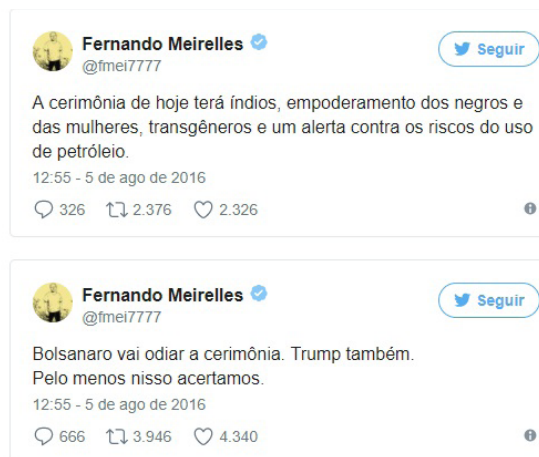 Fernando Meirelles
Seguir
@fmei7777
A cerimônia de hoje terá índios, empoderamento dos negros e
das mulheres, transgêneros e um alerta contra os riscos do uso
de petróleio.
12:55 - 5 de ago de 2016
326 2.376 2.326
Fernando Meirelles
Seguir
@fmei7777
Bolsanaro vai odiar a cerimônia. Trump também.
Pelo menos nisso acertamos.
12:55 - 5 de ago de 2016
666 3.946 4.340